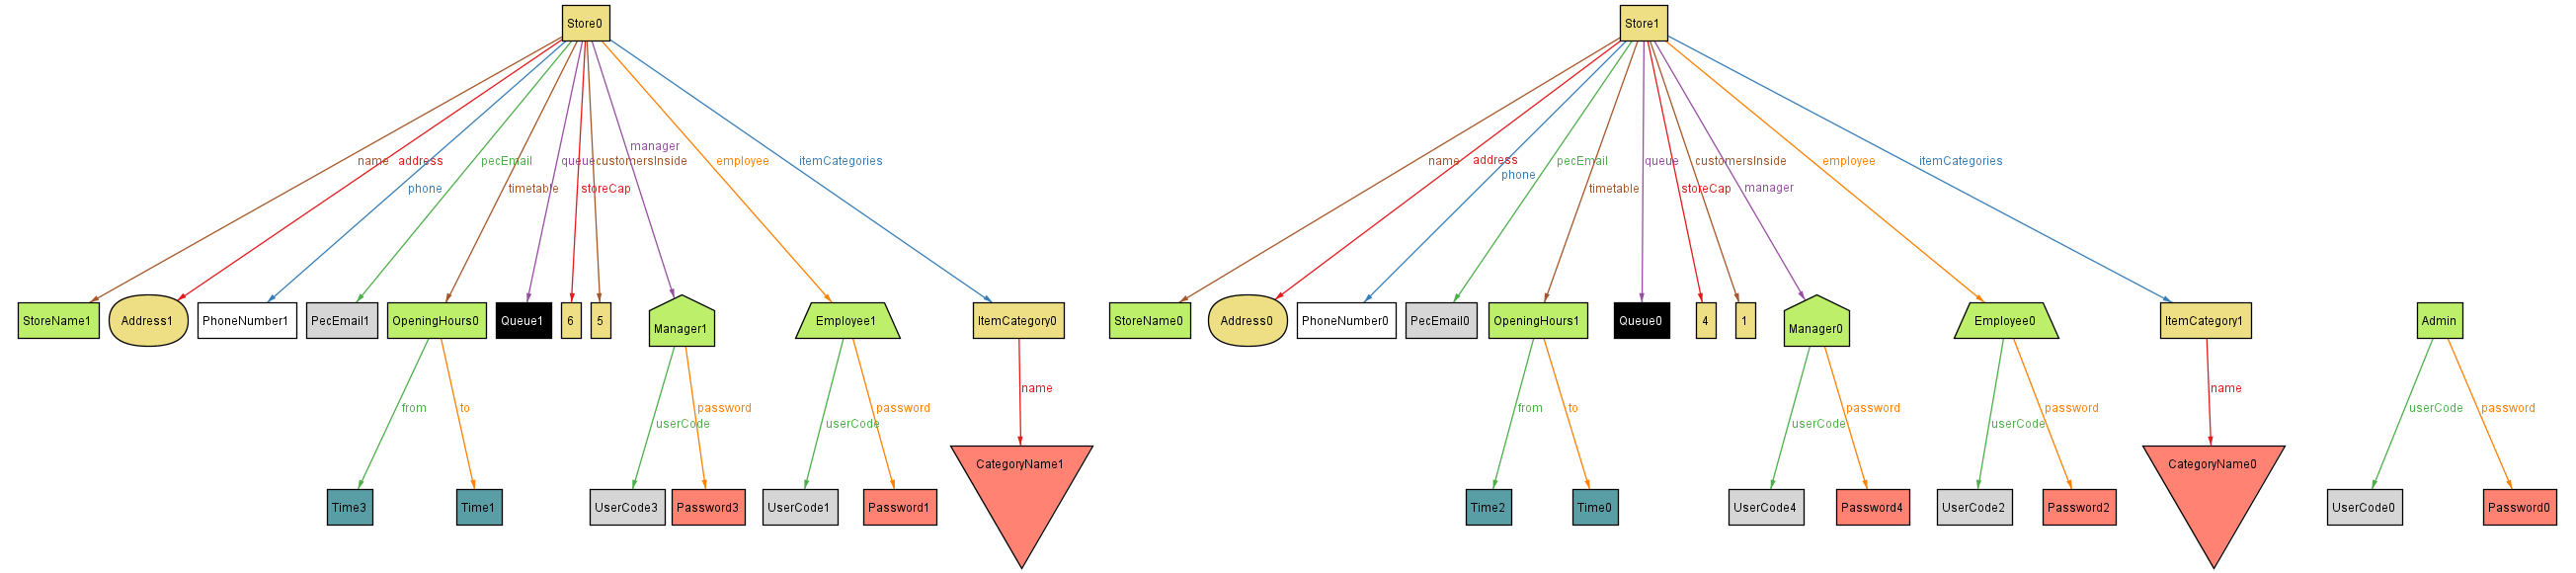 Store0
Store1
manager
name
address
pecEmail
queue
customersInside
employee
itemCategories
name
address
pecEmail
queue
customersInside
employee
itemCategories
phone
timetable
storeCap
phone
timetable
storeCap
manager
StoreName1
Address1
PhoneNumber1
PecEmail1
OpeningHours0
Queue1
6
5
Manager1
Employee1
ItemCategory0
StoreName0
Address0
PhoneNumber0
PecEmail0
OpeningHours1
Queue0
4
1
Manager0
Employee0
ItemCategory1
Admin
name
name
from
to
password
password
from
to
password
password
userCode
password
userCode
userCode
userCode
userCode
CategoryName1
CategoryName0
Time3
Time1
UserCode3
Password3
UserCode1
Password1
Time2
Time0
UserCode4
Password4
UserCode2
Password2
UserCode0
Password0